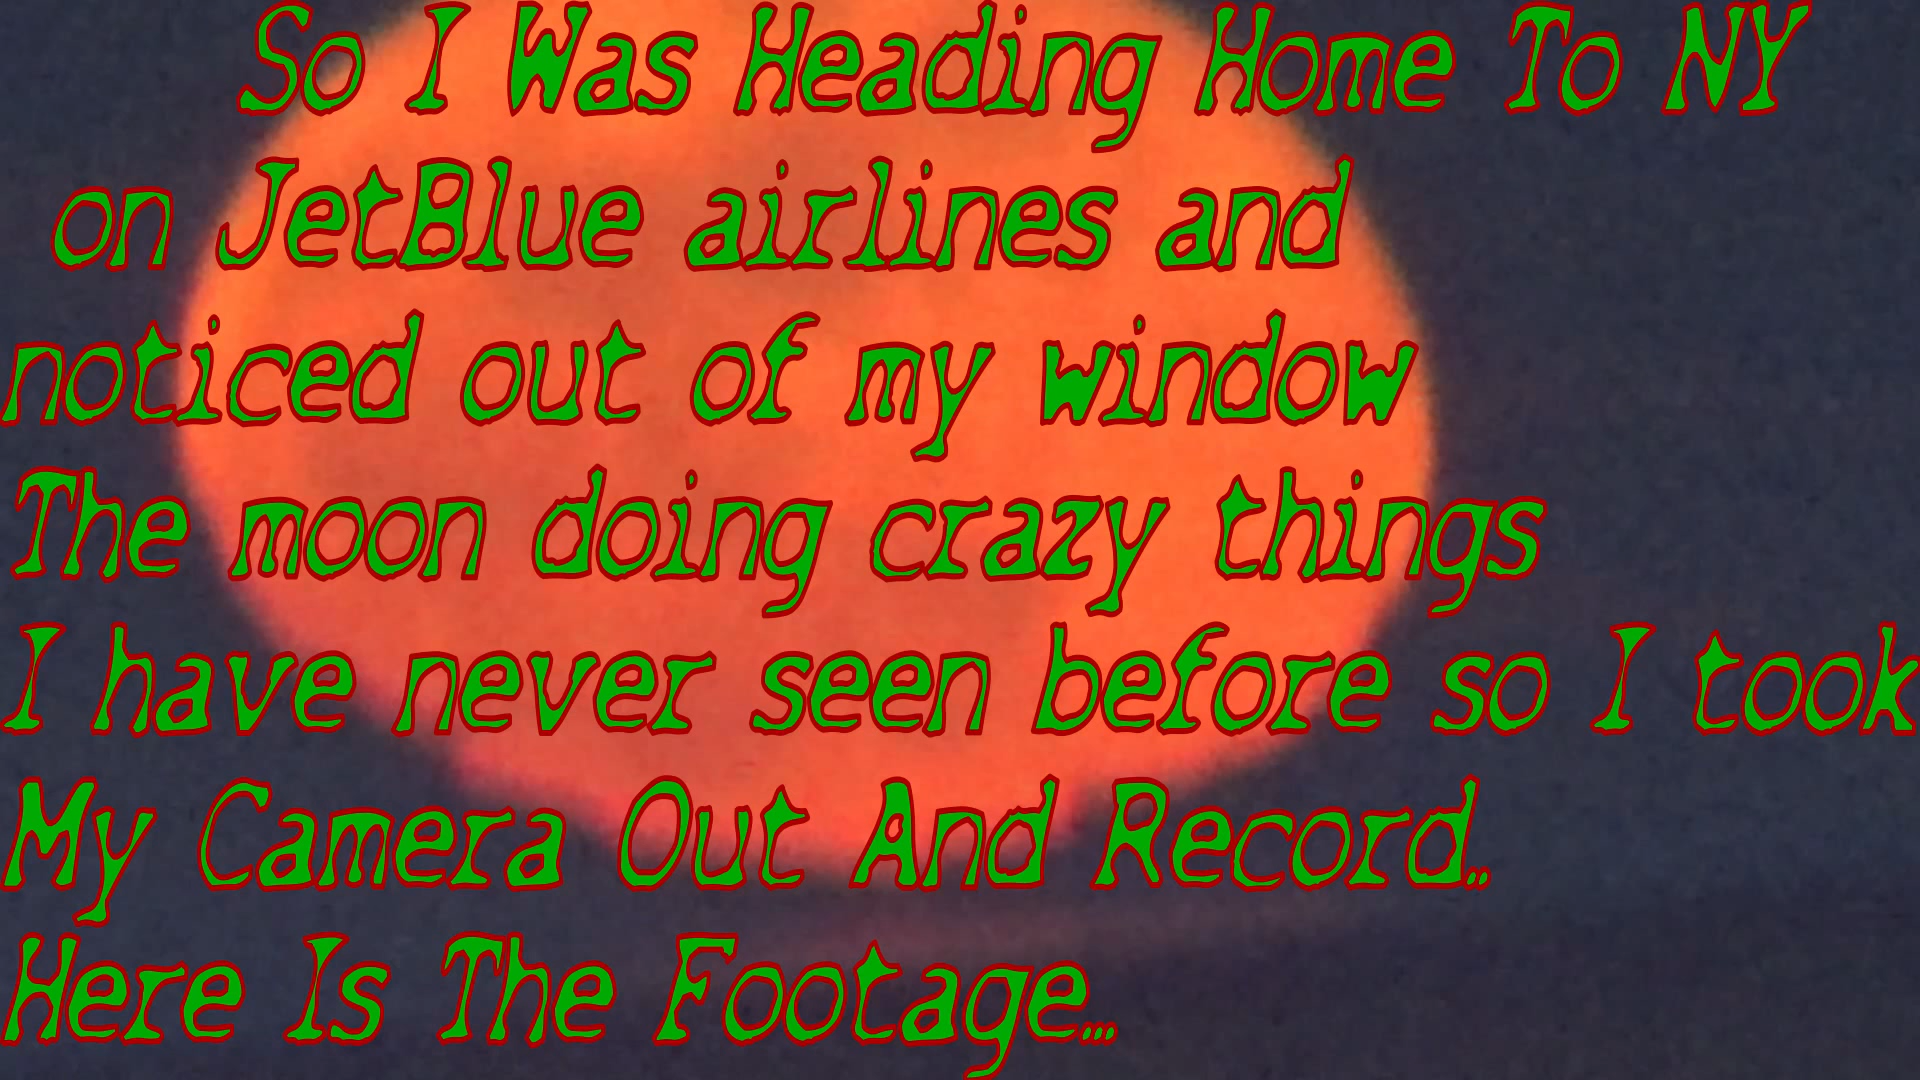 So I Was Heading Home To NY
on JetBlue airlines and
noticed out of my window
The moon doing crazy things
I have never seen before so I took
My Camera Out And Record..
Here Is The Footage...